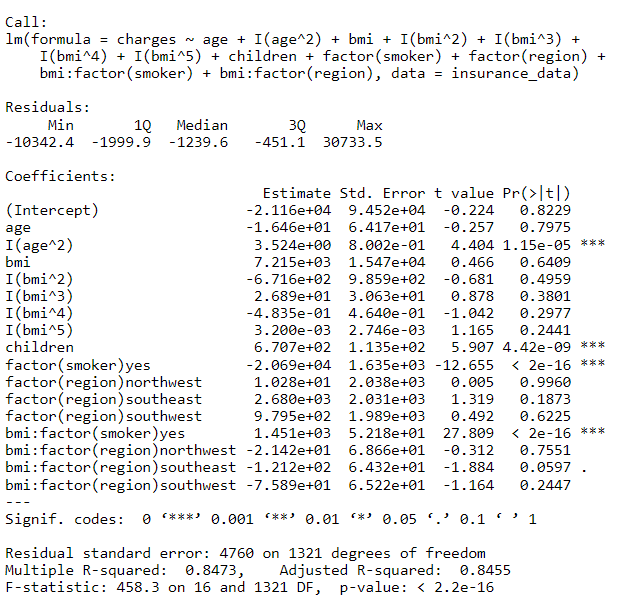 Call:
lm(formula = charges ~ age + I(age^2) + bmi + I(bmi^2) + I(bmi^3) +
    I(bmi^4) + I(bmi^5) + children + factor(smoker) + factor(region) +
    bmi:factor(smoker) + bmi:factor(region), data = insurance_data)
Residuals:
     Min       1Q   Median       3Q      Max
-10342.4  -1999.9  -1239.6   -451.1  30733.5
Coefficients:
                              Estimate Std. Error t value Pr(>|t|)
(Intercept)                 -2.116e+04  9.452e+04  -0.224   0.8229
age                         -1.646e+01  6.417e+01  -0.257   0.7975
I(age^2)                     3.524e+00  8.002e-01   4.404 1.15e-05 ***
bmi                          7.215e+03  1.547e+04   0.466   0.6409
I(bmi^2)                    -6.716e+02  9.859e+02  -0.681   0.4959
I(bmi^3)                     2.689e+01  3.063e+01   0.878   0.3801
I(bmi^4)                    -4.835e-01  4.640e-01  -1.042   0.2977
I(bmi^5)                     3.200e-03  2.746e-03   1.165   0.2441
children                     6.707e+02  1.135e+02   5.907 4.42e-09 ***
factor(smoker)yes           -2.069e+04  1.635e+03 -12.655  < 2e-16 ***
factor(region)northwest      1.028e+01  2.038e+03   0.005   0.9960
factor(region)southeast      2.680e+03  2.031e+03   1.319   0.1873
factor(region)southwest      9.795e+02  1.989e+03   0.492   0.6225
bmi:factor(smoker)yes        1.451e+03  5.218e+01  27.809  < 2e-16 ***
bmi:factor(region)northwest -2.142e+01  6.866e+01  -0.312   0.7551
bmi:factor(region)southeast -1.212e+02  6.432e+01  -1.884   0.0597 .
bmi:factor(region)southwest -7.589e+01  6.522e+01  -1.164   0.2447
---
Signif. codes:  0 ‘***’ 0.001 ‘**’ 0.01 ‘*’ 0.05 ‘.’ 0.1 ‘ ’ 1
Residual standard error: 4760 on 1321 degrees of freedom
Multiple R-squared:  0.8473,    Adjusted R-squared:  0.8455
F-statistic: 458.3 on 16 and 1321 DF,  p-value: < 2.2e-16